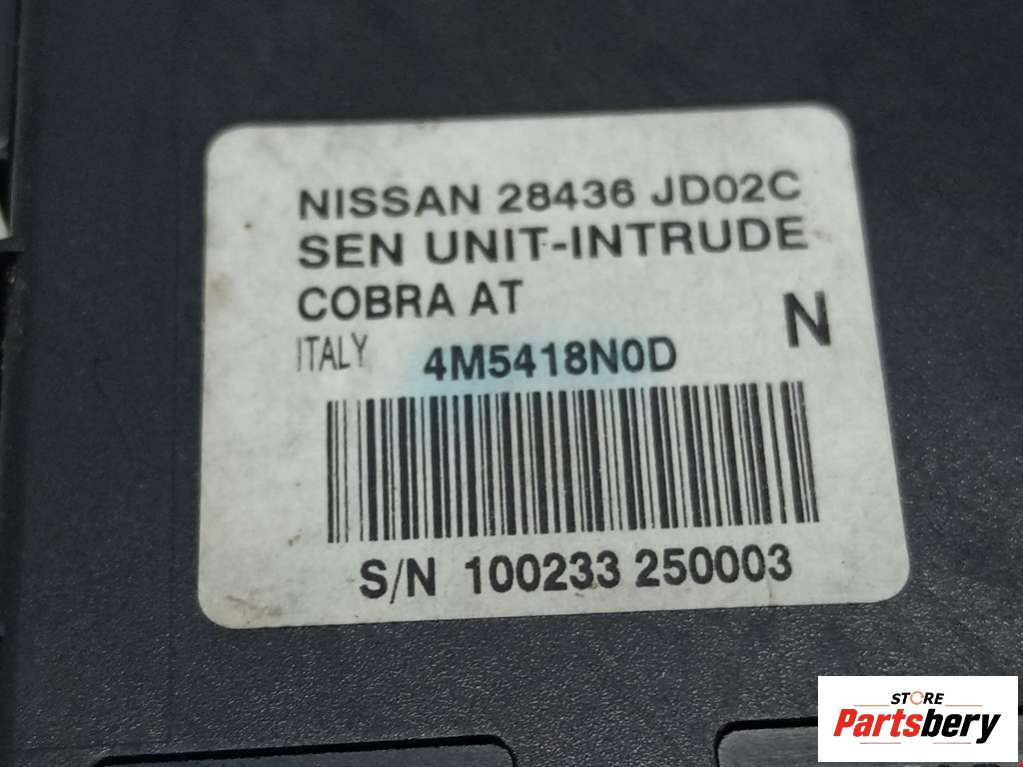 NISSAN 28436 JD02C
SEN UNIT-INTRUDE
COBRA AT
N
ITALY 4M5418N0D
S/N 100233 250003
STORE
Partsbery